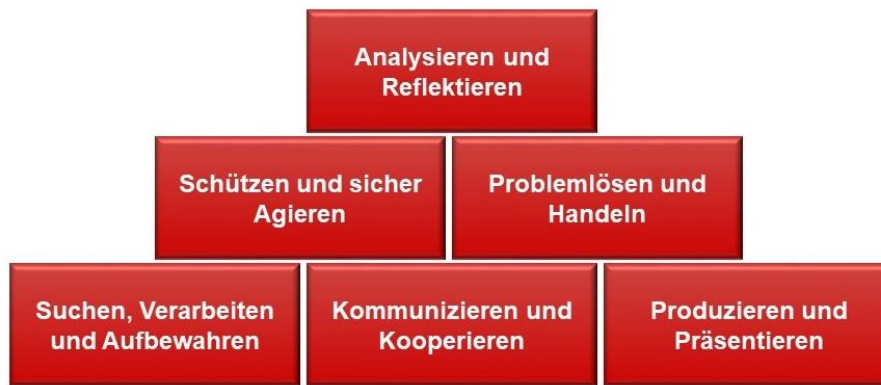 Analysieren und
Reflektieren
Schützen und sicher
Agieren
Problemlösen und
Handeln
Suchen, Verarbeiten
und Aufbewahren
Kommunizieren und
Kooperieren
Produzieren und
Präsentieren